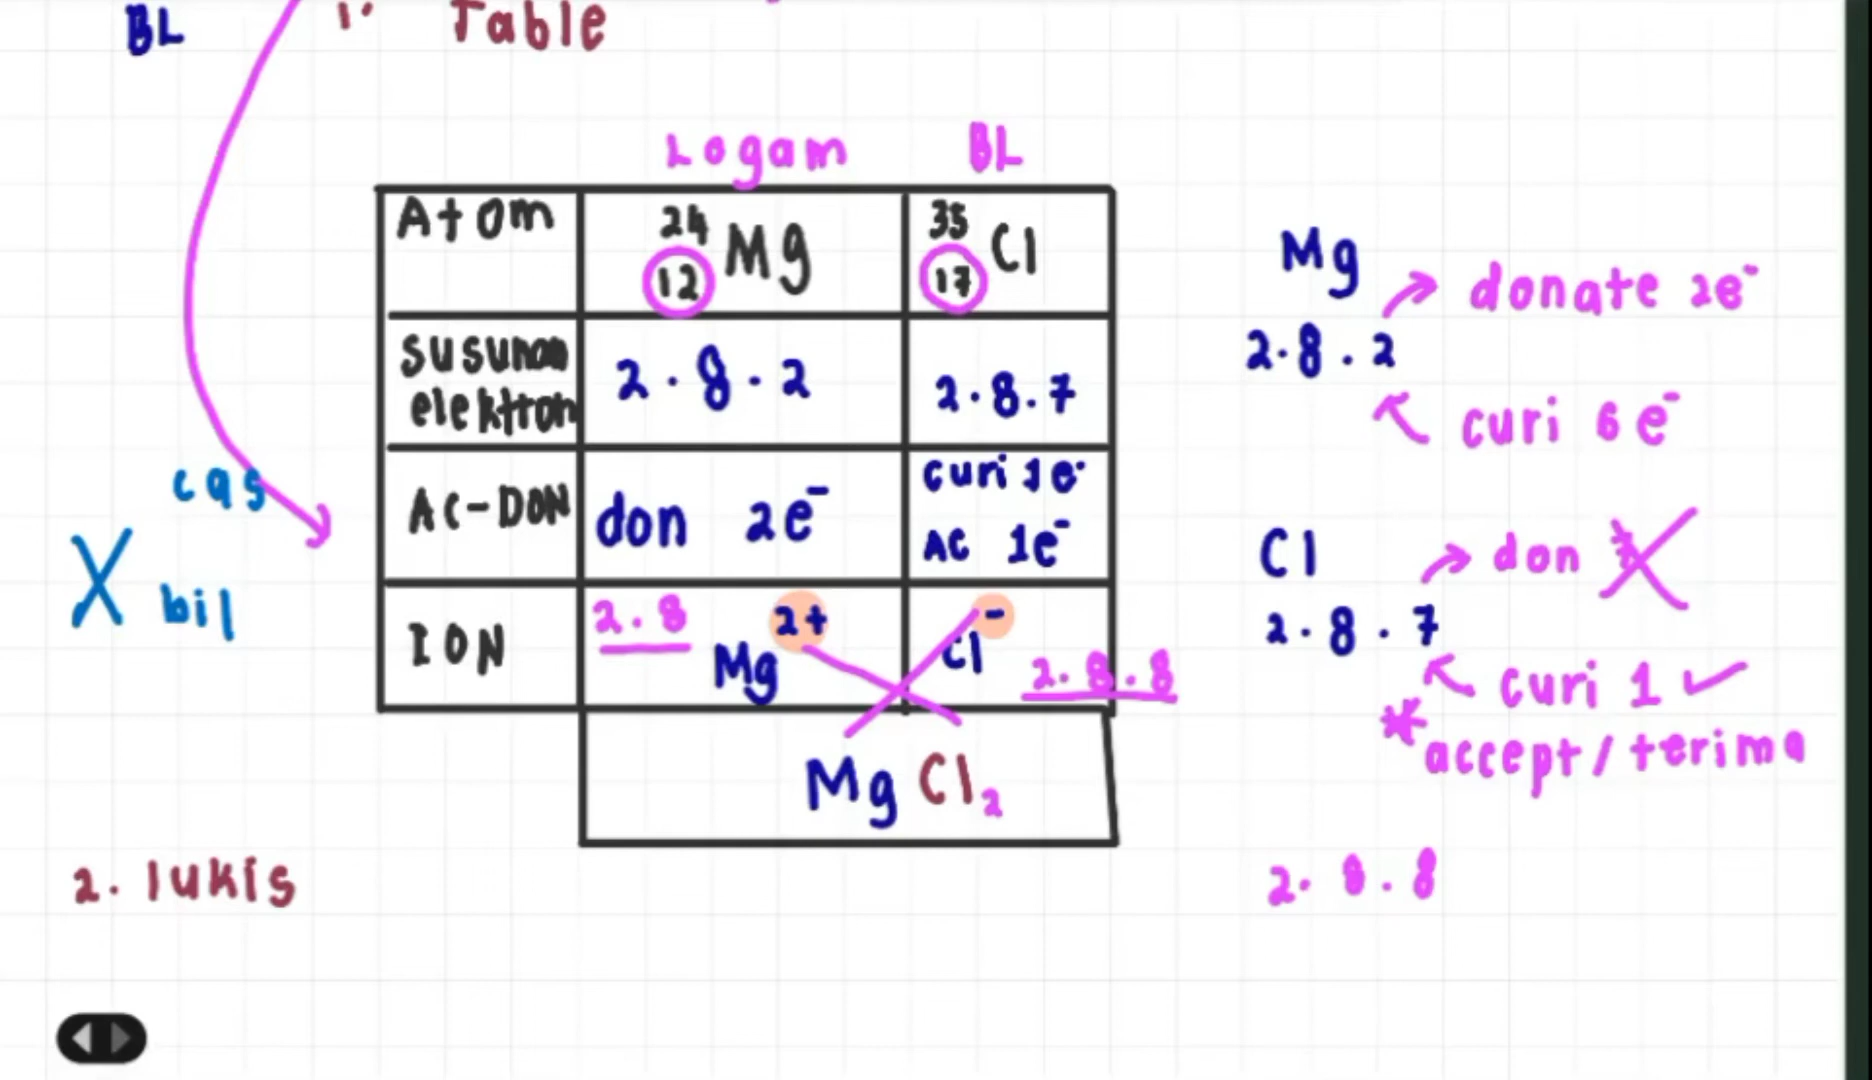 BL
1. Table
Logam BL
Atom 24 12 Mg 35 17 Cl
susunan elektron 2.8.2 2.8.7
AC-DON don 2e⁻ curi 1e⁻
AC 1e⁻
ION 2.8 Mg 2+ Cl⁻ 2.8.8
MgCl₂
cas
X bil
2. lukis
Mg
donate 2e⁻
2.8.2
curi 6e⁻
Cl
don 7
2.8.7
curi 1 ✓
* accept/terima
2.8.8